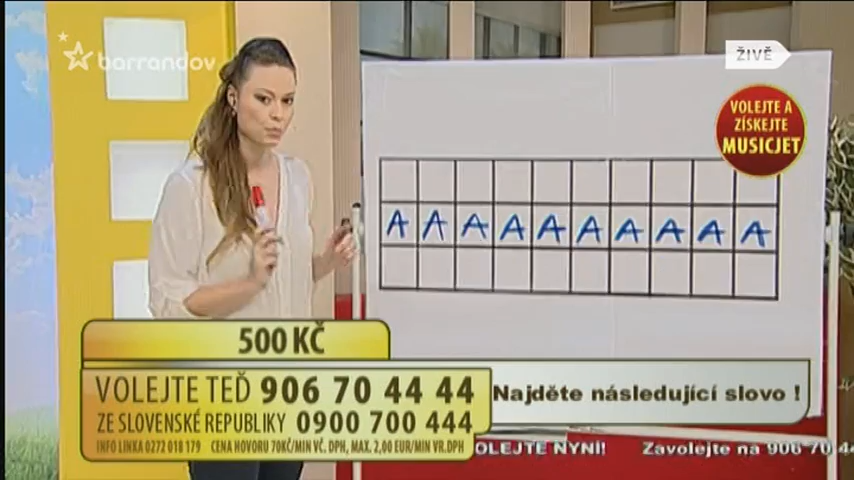 barrandov
ŽIVĚ
VOLEJTE A
ZÍSKEJTE
MUSICJET
A A A A A A A A A A
500 KČ
VOLEJTE TEĎ 906 70 44 44
ZE SLOVENSKÉ REPUBLIKY 0900 700 444
INFO LINKA 0272 018 179 CENA HOVORU 70KČ/MIN VČ. DPH, MAX. 2,00 EUR/MIN VR.DPH
Najděte následující slovo !
OLEJTE NYNÍ! Zavolejte na 906 70 4